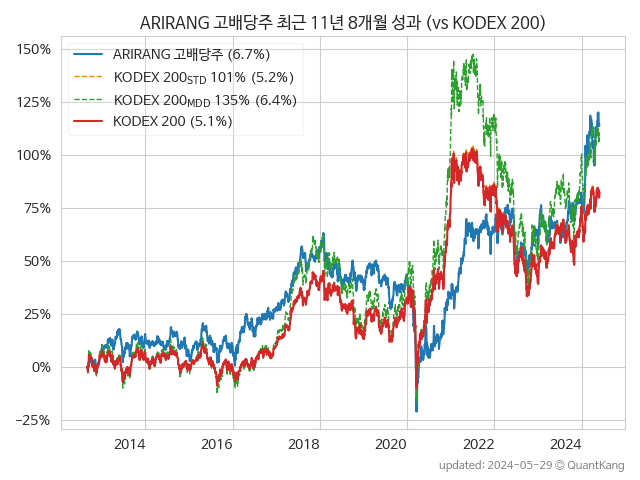 ARIRANG 고배당주 최근 11년 8개월 성과 (vs KODEX 200)
150%
125%
100%
75%
50%
25%
0%
−25%
ARIRANG 고배당주 (6.7%)
KODEX 200STD 101% (5.2%)
KODEX 200MDD 135% (6.4%)
KODEX 200 (5.1%)
2014 2016 2018 2020 2022 2024
updated: 2024-05-29 © QuantKang